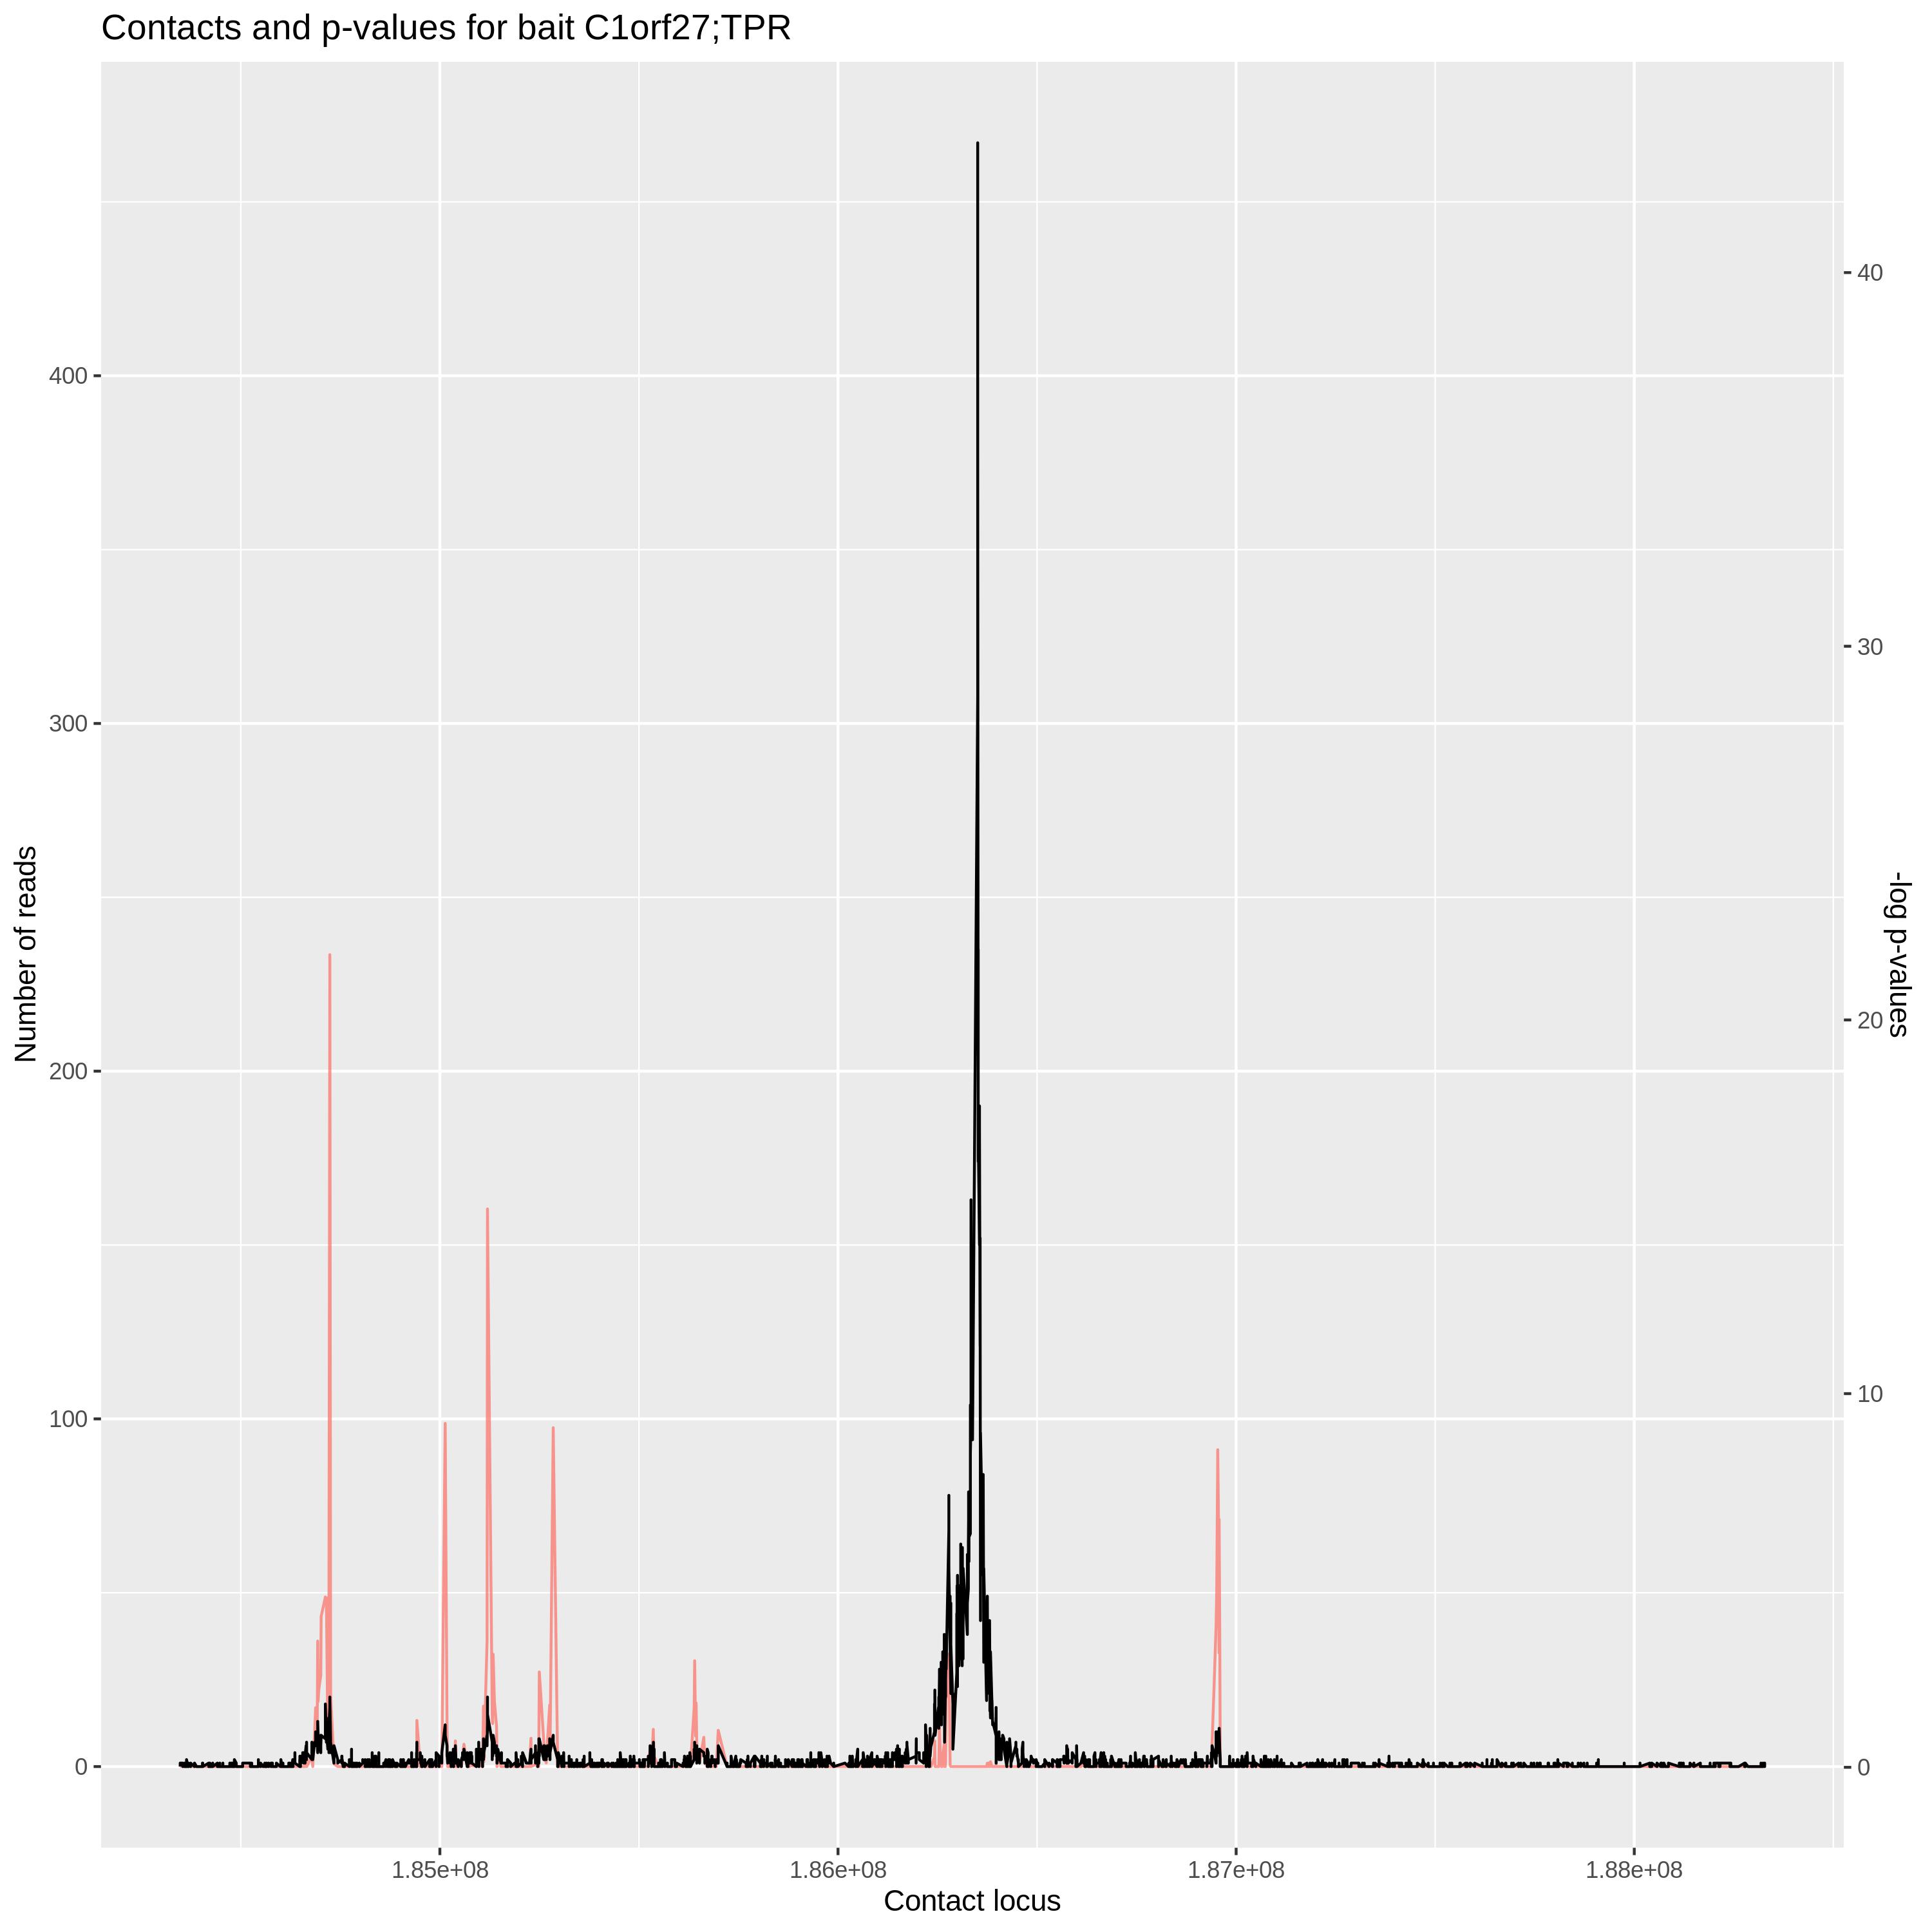 Contacts and p-values for bait C1orf27;TPR
Number of reads
400
300
200
100
0
40
30
20
10
0
-log p-values
1.85e+08 1.86e+08 1.87e+08 1.88e+08
Contact locus